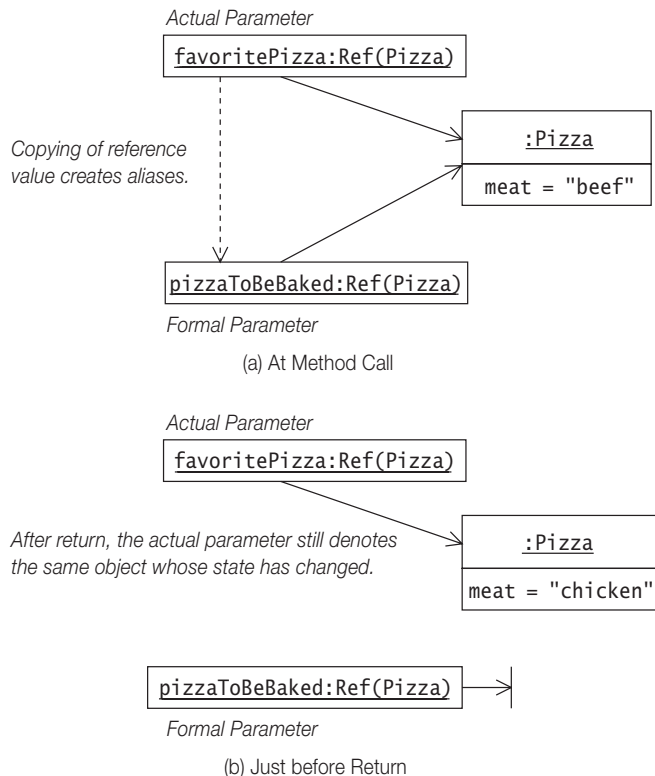 Actual Parameter
favoritePizza:Ref(Pizza)
:Pizza
Copying of reference
value creates aliases.
meat = "beef"
pizzaToBeBaked:Ref(Pizza)
Formal Parameter
(a) At Method Call
Actual Parameter
favoritePizza:Ref(Pizza)
After return, the actual parameter still denotes
the same object whose state has changed.
:Pizza
meat = "chicken"
pizzaToBeBaked:Ref(Pizza)
Formal Parameter
(b) Just before Return